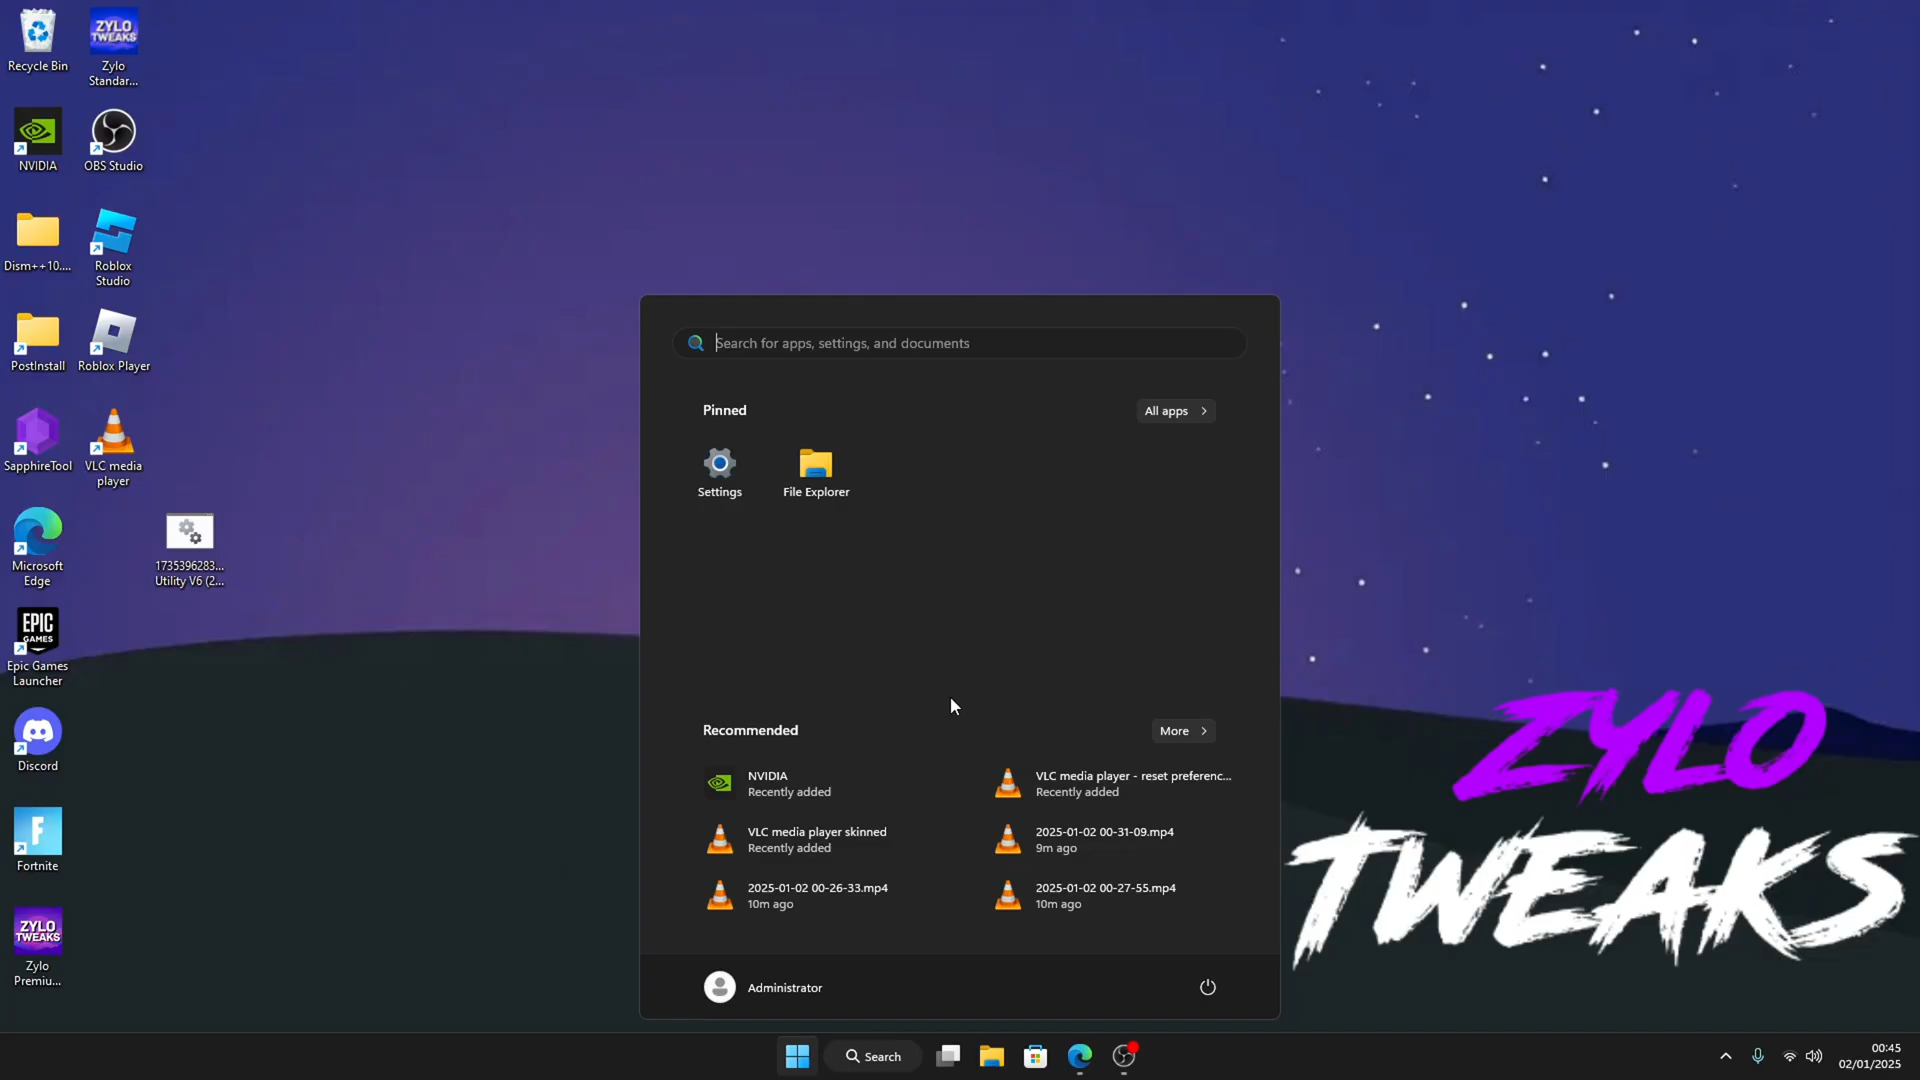 Recycle Bin
ZYLO
TWEAKS
Zylo
Standar...
NVIDIA
OBS Studio
Dism++10....
Roblox
Studio
PostInstall
Roblox Player
SapphireTool
VLC media
player
Microsoft
Edge
1735396283...
Utility V6 (2...
EPIC
GAMES
Epic Games
Launcher
Discord
Fortnite
ZYLO
TWEAKS
Zylo
Premiu...
Search for apps, settings, and documents
Pinned
All apps
Settings
File Explorer
Recommended
More
NVIDIA
Recently added
VLC media player - reset preferenc...
Recently added
VLC media player skinned
Recently added
2025-01-02 00-31-09.mp4
9m ago
2025-01-02 00-26-33.mp4
10m ago
2025-01-02 00-27-55.mp4
10m ago
Administrator
ZYLO
TWEAKS
Search
00:45
02/01/2025